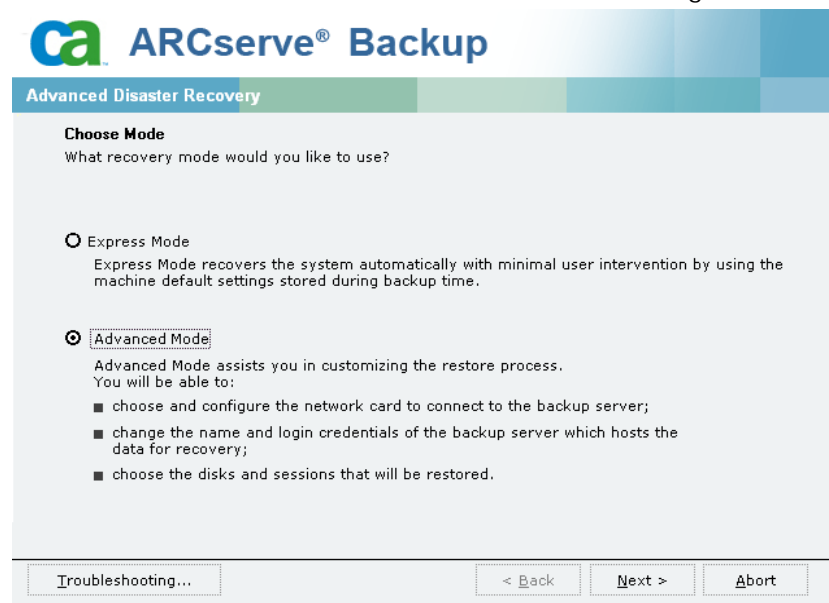 ca ARCserve® Backup
Advanced Disaster Recovery
Choose Mode
What recovery mode would you like to use?
Express Mode
Express Mode recovers the system automatically with minimal user intervention by using the
machine default settings stored during backup time.
Advanced Mode
Advanced Mode assists you in customizing the restore process.
You will be able to:
■ choose and configure the network card to connect to the backup server;
■ change the name and login credentials of the backup server which hosts the
data for recovery;
■ choose the disks and sessions that will be restored.
Troubleshooting... < Back Next > Abort